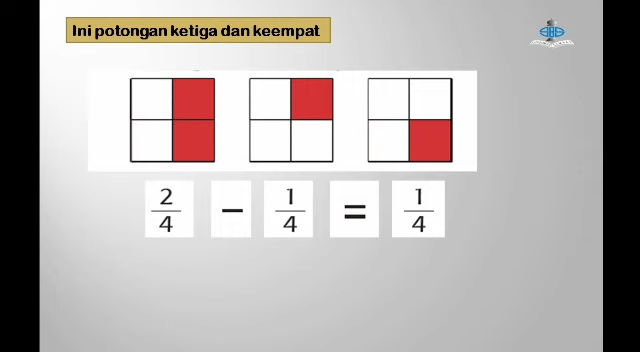 Ini potongan ketiga dan keempat
2/4 − 1/4 = 1/4